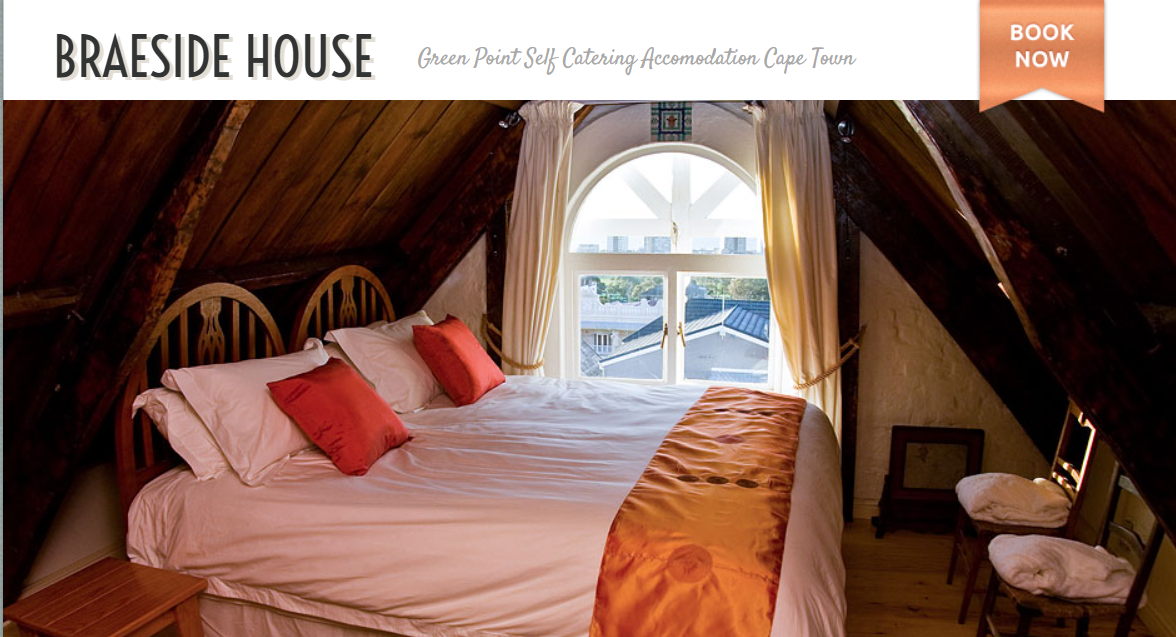 BRAESIDE HOUSE
Green Point Self Catering Accomodation Cape Town
BOOK
NOW